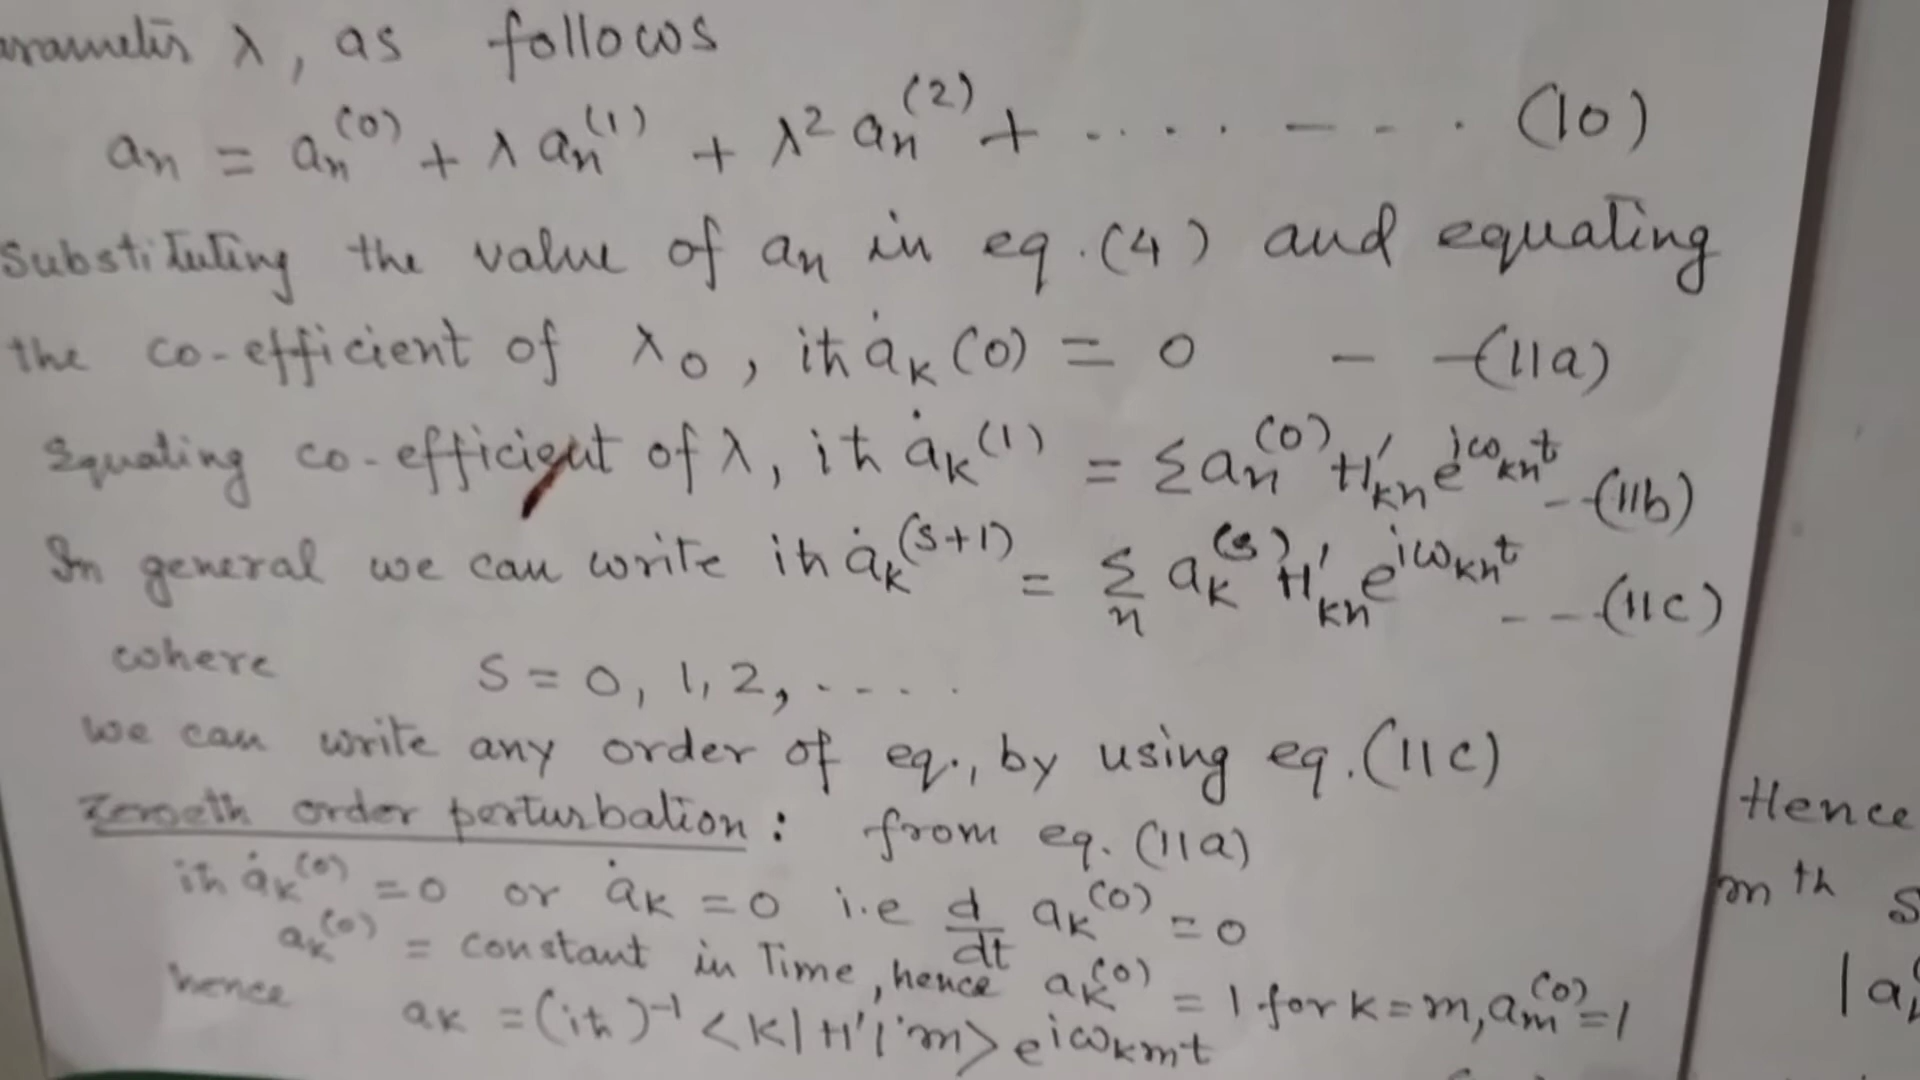 arameter λ, as follows
an = an⁽⁰⁾ + λ an⁽¹⁾ + λ² an⁽²⁾ + ..... - - - . (10)
Substituting the value of an in eq.(4) and equating
the co-efficient of λ₀, iħ ȧₖ(0) = 0 - -(11a)
Equating co-efficient of λ, iħ ȧₖ⁽¹⁾ = Σ an⁽⁰⁾ H'ₖₙ e^{iωₖₙt} --(11b)
In general we can write iħ ȧₖ⁽ˢ⁺¹⁾ = Σₙ aₖ⁽ˢ⁾ H'ₖₙ e^{iωₖₙt} ---(11c)
where S = 0, 1, 2, ....
we can write any order of eq., by using eq.(11c)
Zeroeth order perturbation : from eq. (11a)
iħ ȧₖ⁽⁰⁾ = 0 or ȧₖ = 0 i.e d/dt aₖ⁽⁰⁾ = 0
aₖ⁽⁰⁾ = constant in Time, hence aₖ⁽⁰⁾ = 1 for k = m, aₘ⁽⁰⁾ = 1
hence aₖ = (iħ)⁻¹ <k|H'|m> e^{iωₖₘt}
Hence
mth